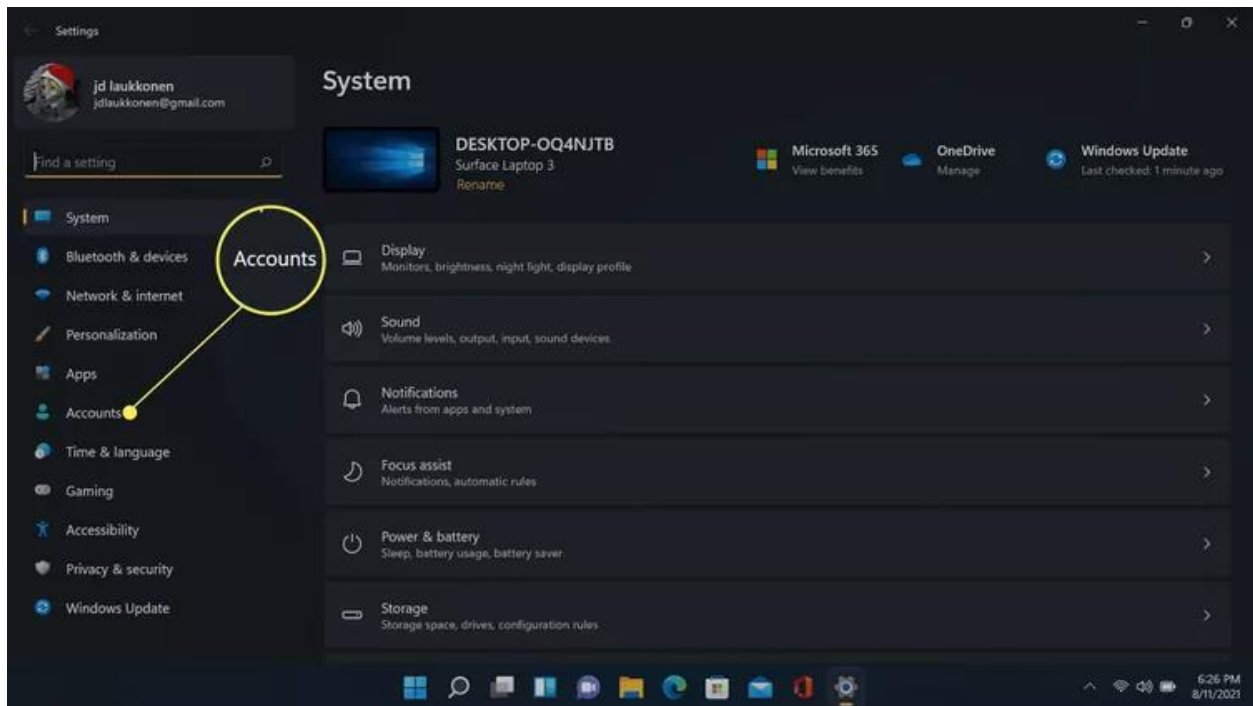 Settings
jd laukkonen
jdlaukkonen@gmail.com
Find a setting
System
Bluetooth & devices
Network & internet
Personalization
Apps
Accounts
Time & language
Gaming
Accessibility
Privacy & security
Windows Update
Accounts
System
DESKTOP-OQ4NJTB
Surface Laptop 3
Rename
Microsoft 365
View benefits
OneDrive
Manage
Windows Update
Last checked: 1 minute ago
Display
Monitors, brightness, night light, display profile
Sound
Volume levels, output, input, sound devices
Notifications
Alerts from apps and system
Focus assist
Notifications, automatic rules
Power & battery
Sleep, battery usage, battery saver
Storage
Storage space, drives, configuration rules
6:26 PM
8/11/2021